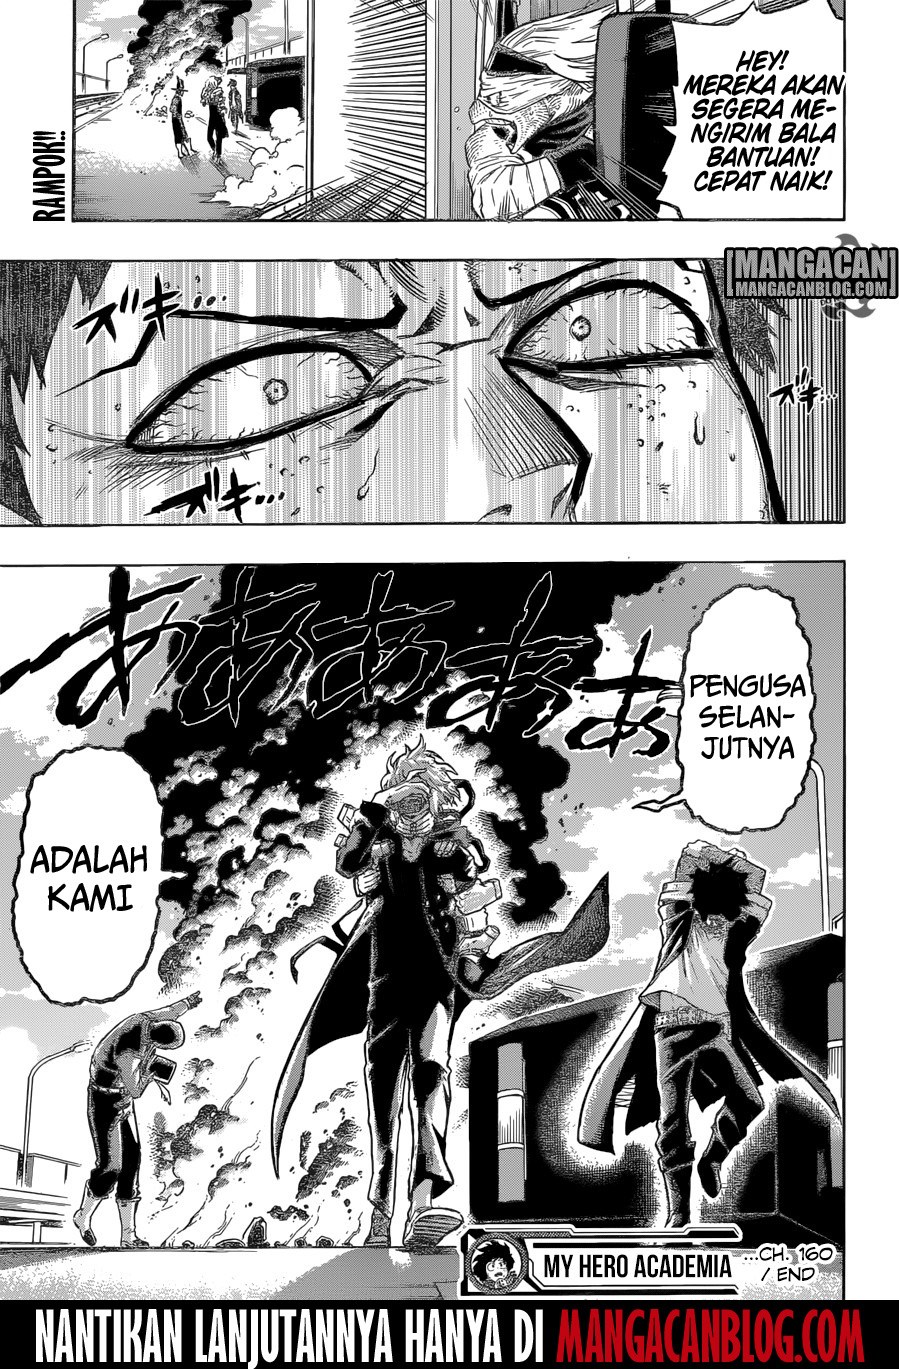 HEY!
MEREKA AKAN
SEGERA ME-
NGIRIM BALA
BANTUAN!
CEPAT NAIK!
RAMPOK!!
[MANGACAN]
MANGACANBLOG.COM
ズキ…
ズキ…
ズキ…
あああああ
PENGUSA
SELAN-
JUTNYA
ADALAH
KAMI
MY HERO ACADEMIA
...CH. 160
/ END
NANTIKAN LANJUTANNYA HANYA DI MANGACANBLOG.COM